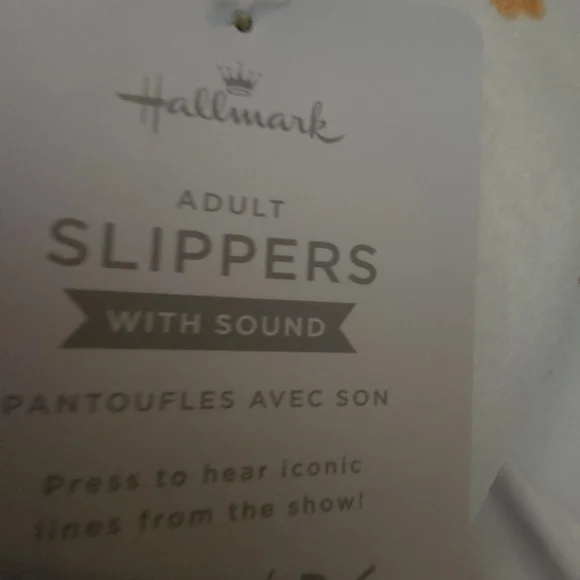 Hallmark
ADULT
SLIPPERS
WITH SOUND
PANTOUFLES AVEC SON
Press to hear iconic
lines from the show!